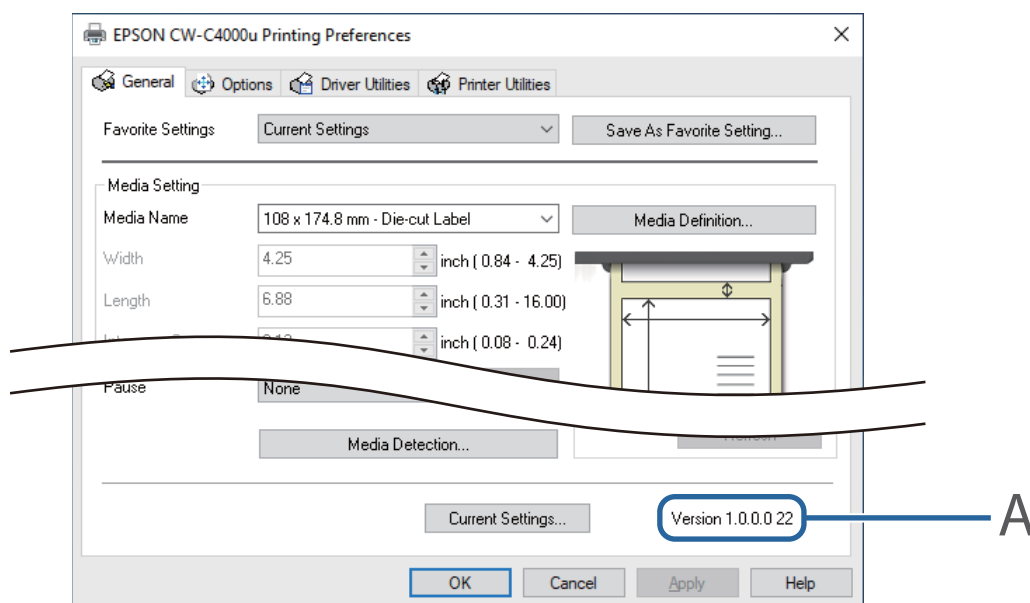 EPSON CW-C4000u Printing Preferences
General Options Driver Utilities Printer Utilities
Favorite Settings Current Settings Save As Favorite Setting...
Media Setting
Media Name 108 x 174.8 mm - Die-cut Label Media Definition...
Width 4.25 inch ( 0.84 - 4.25)
Length 6.88 inch ( 0.31 - 16.00)
inch ( 0.08 - 0.24)
Pause None
Media Detection...
Current Settings... Version 1.0.0.0 22 A
OK Cancel Apply Help